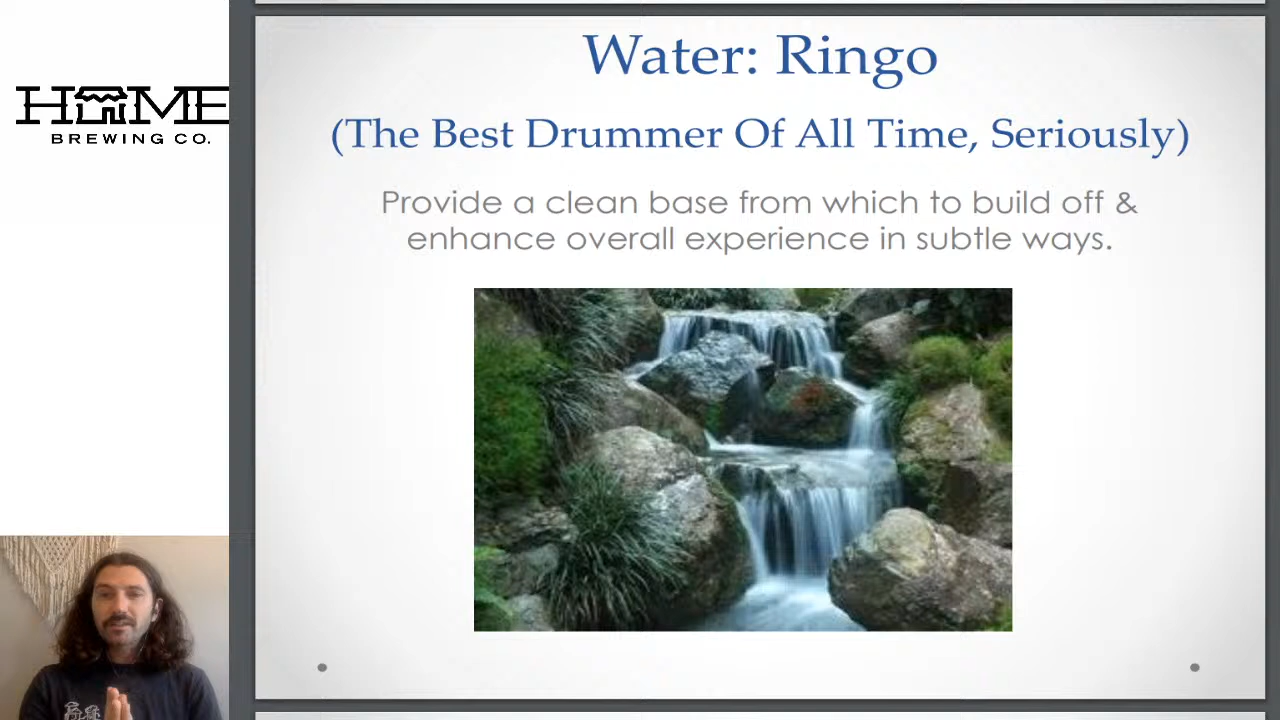 HOME
BREWING CO.
Water: Ringo
(The Best Drummer Of All Time, Seriously)
Provide a clean base from which to build off &
enhance overall experience in subtle ways.